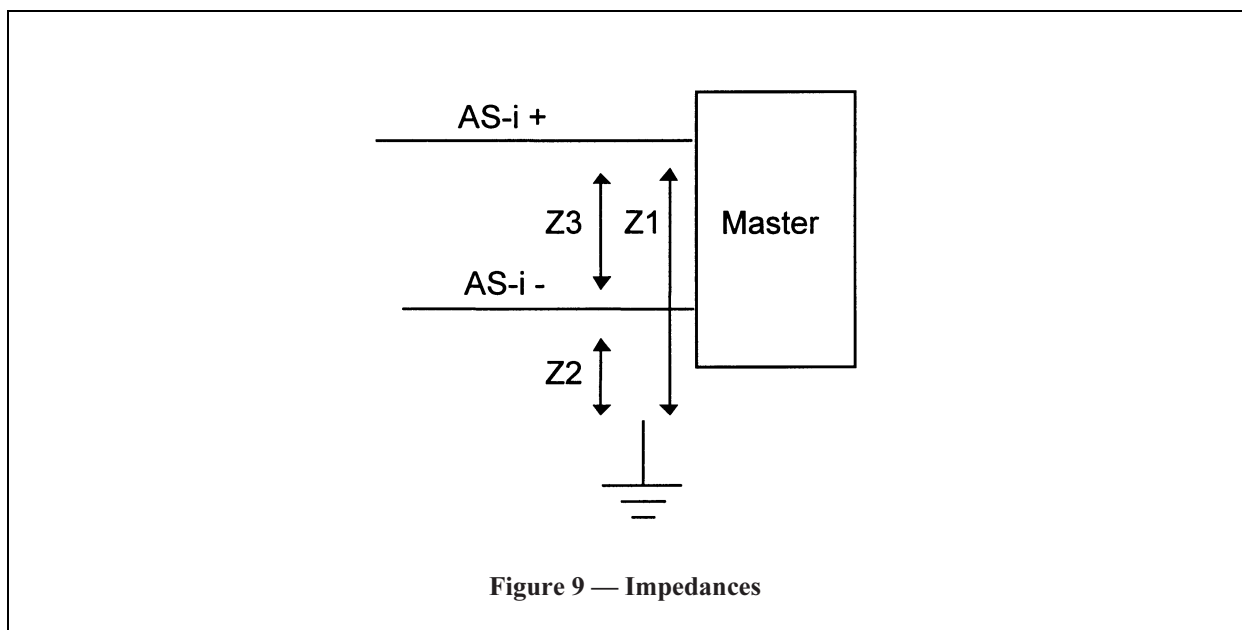 AS-i +
Z3
Z1
Master
AS-i -
Z2
Figure 9 — Impedances